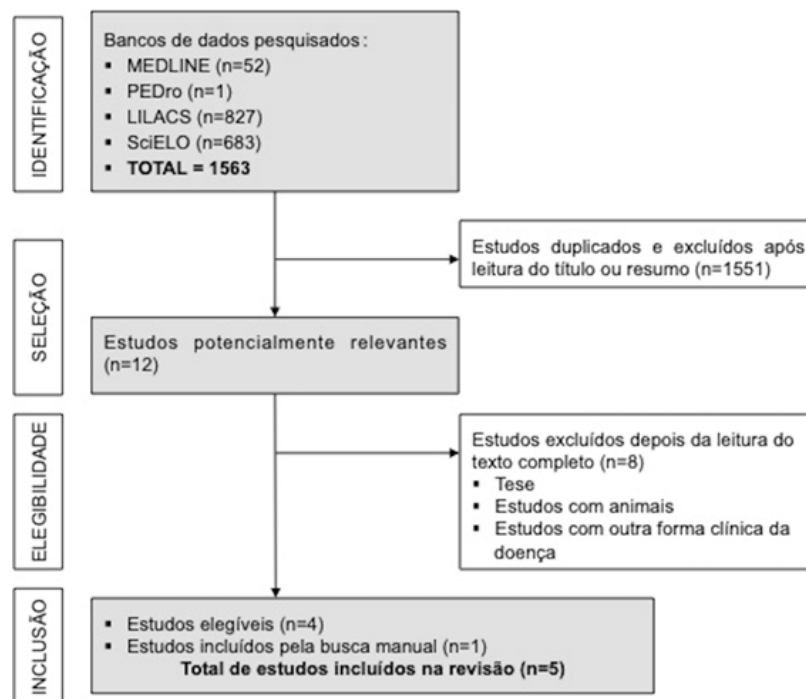 IDENTIFICAÇÃO
Bancos de dados pesquisados:
▪ MEDLINE (n=52)
▪ PEDro (n=1)
▪ LILACS (n=827)
▪ SciELO (n=683)
▪ TOTAL = 1563
SELEÇÃO
Estudos duplicados e excluídos após
leitura do título ou resumo (n=1551)
Estudos potencialmente relevantes
(n=12)
ELEGIBILIDADE
Estudos excluídos depois da leitura do
texto completo (n=8)
▪ Tese
▪ Estudos com animais
▪ Estudos com outra forma clínica da
doença
INCLUSÃO
▪ Estudos elegíveis (n=4)
▪ Estudos incluídos pela busca manual (n=1)
Total de estudos incluídos na revisão (n=5)